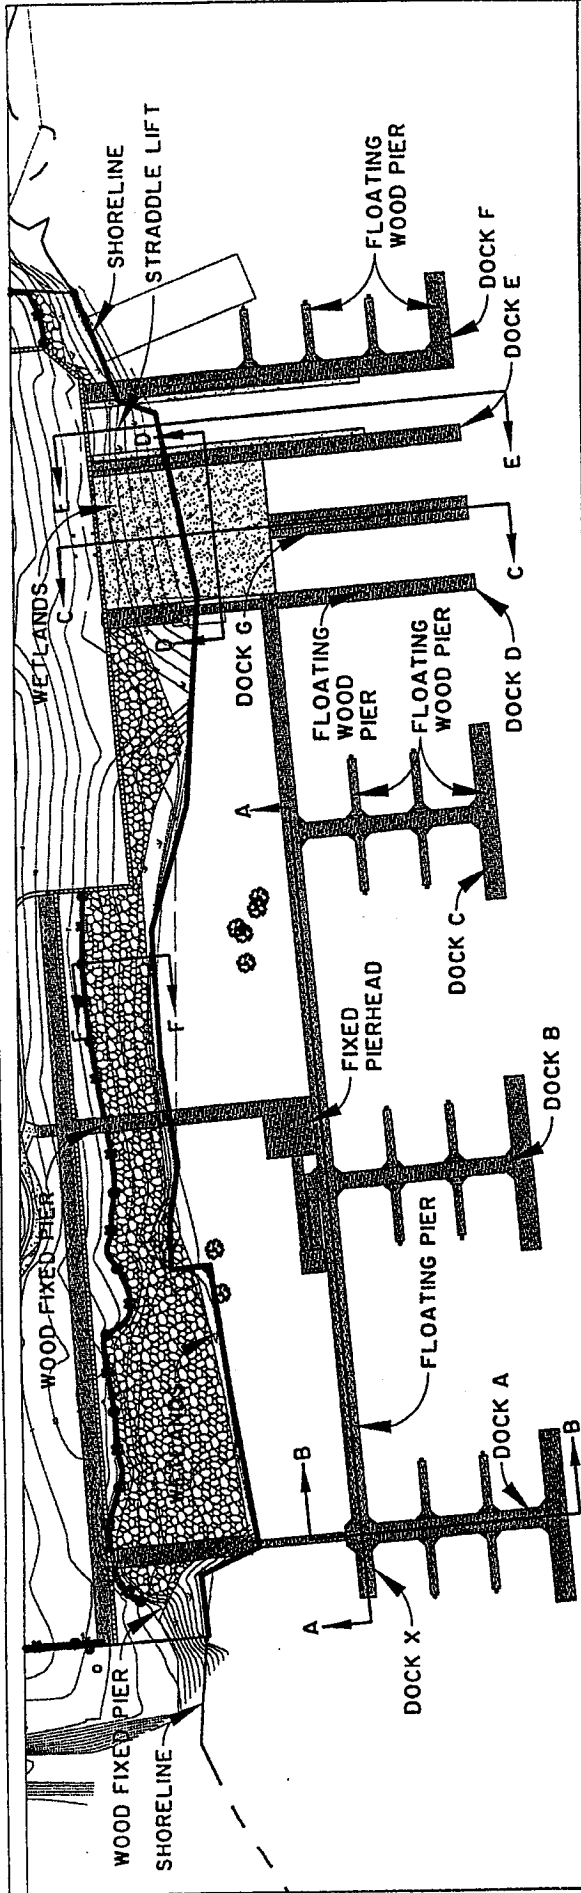 SHORELINE
STRADDLE LIFT
FLOATING
WOOD PIER
DOCK F
DOCK E
WETLANDS
E
E
D
D
C
C
DOCK G
FLOATING
WOOD
PIER
FLOATING
WOOD PIER
DOCK D
A
DOCK C
F
F
FIXED
PIERHEAD
DOCK B
WOOD FIXED PIER
WETLANDS
FLOATING PIER
B
B
DOCK A
A
DOCK X
WOOD FIXED PIER
SHORELINE